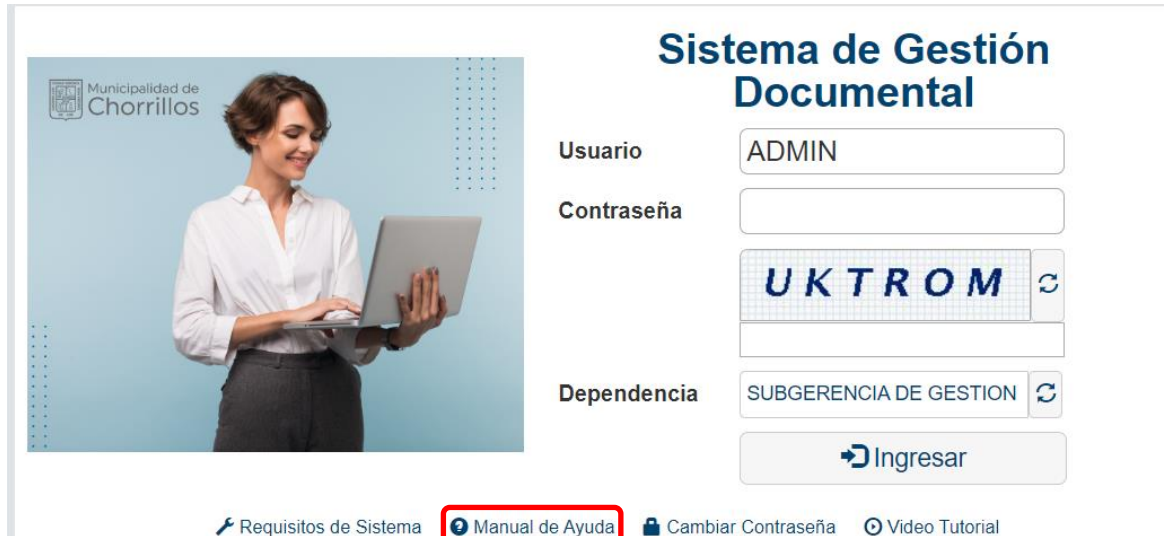 Municipalidad de
Chorrillos
Sistema de Gestión
Documental
Usuario
ADMIN
Contraseña
UKTROM
Dependencia
SUBGERENCIA DE GESTION
Ingresar
Requisitos de Sistema
Manual de Ayuda
Cambiar Contraseña
Video Tutorial